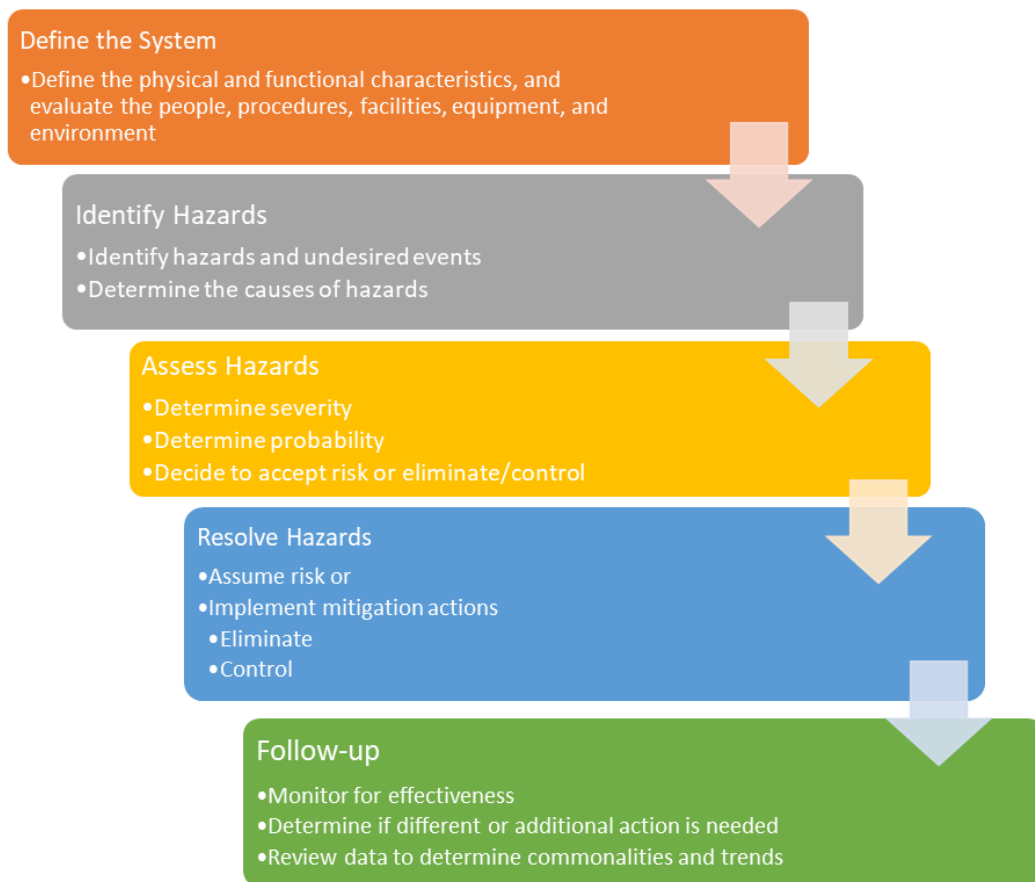 Define the System
•Define the physical and functional characteristics, and
evaluate the people, procedures, facilities, equipment, and
environment
Identify Hazards
•Identify hazards and undesired events
•Determine the causes of hazards
Assess Hazards
•Determine severity
•Determine probability
•Decide to accept risk or eliminate/control
Resolve Hazards
•Assume risk or
•Implement mitigation actions
•Eliminate
•Control
Follow-up
•Monitor for effectiveness
•Determine if different or additional action is needed
•Review data to determine commonalities and trends